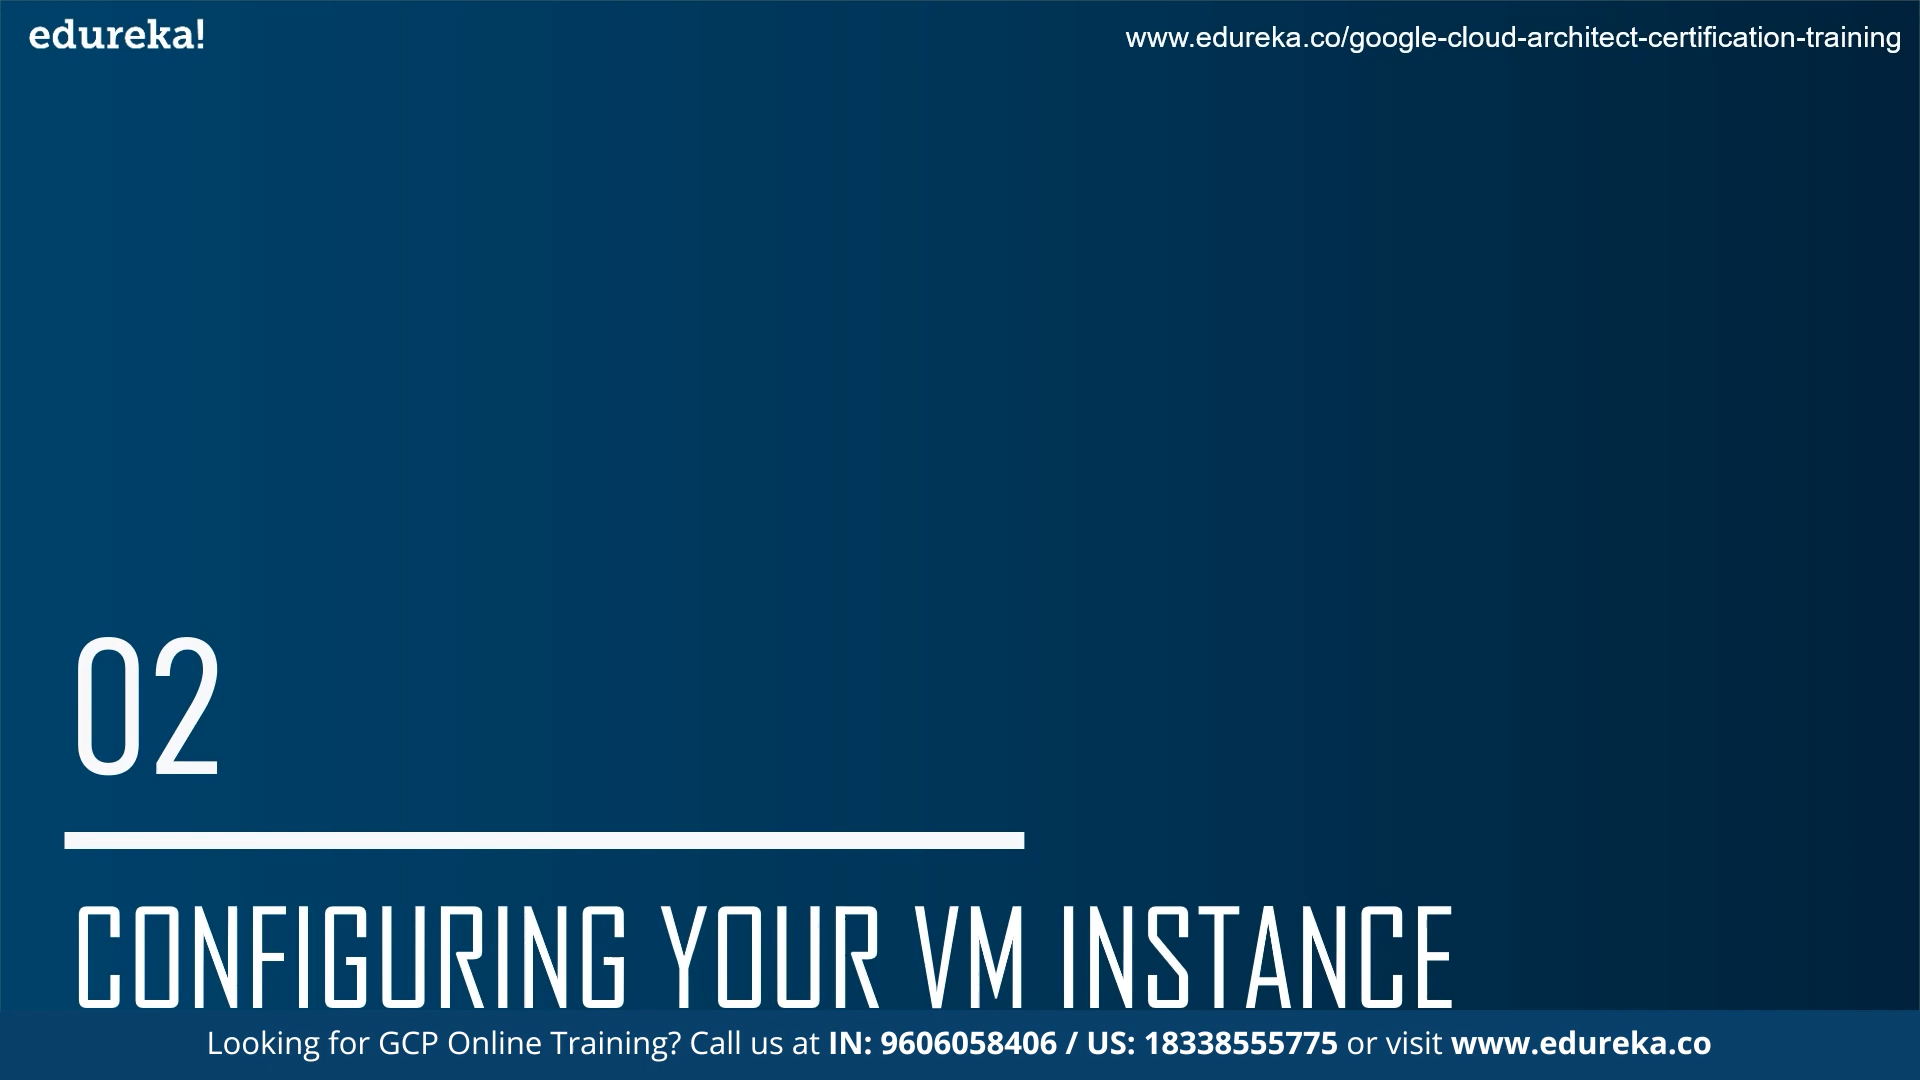 edureka!
www.edureka.co/google-cloud-architect-certification-training
02
CONFIGURING YOUR VM INSTANCE
Looking for GCP Online Training? Call us at IN: 9606058406 / US: 18338555775 or visit www.edureka.co